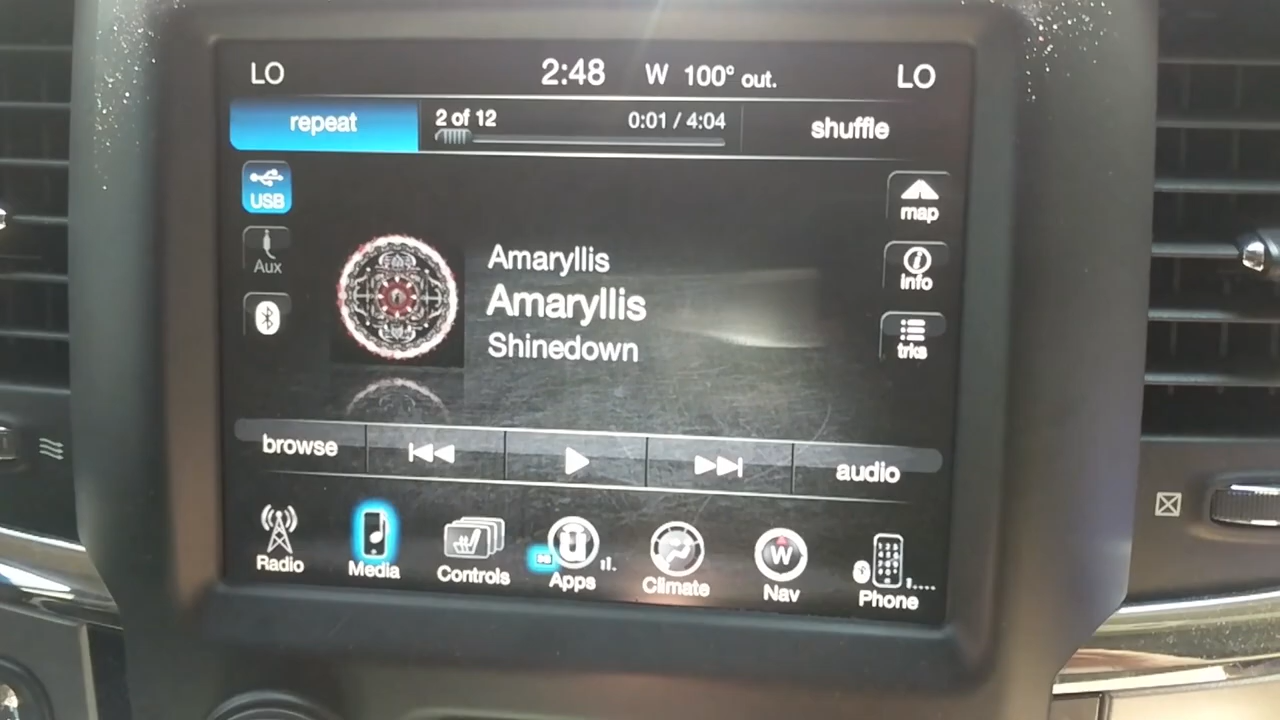 LO 2:48 W 100° out. LO
repeat 2 of 12 0:01 / 4:04 shuffle
USB
map
Aux
info
trks
Amaryllis
Amaryllis
Shinedown
browse audio
Radio Media Controls Apps Climate Nav Phone
W